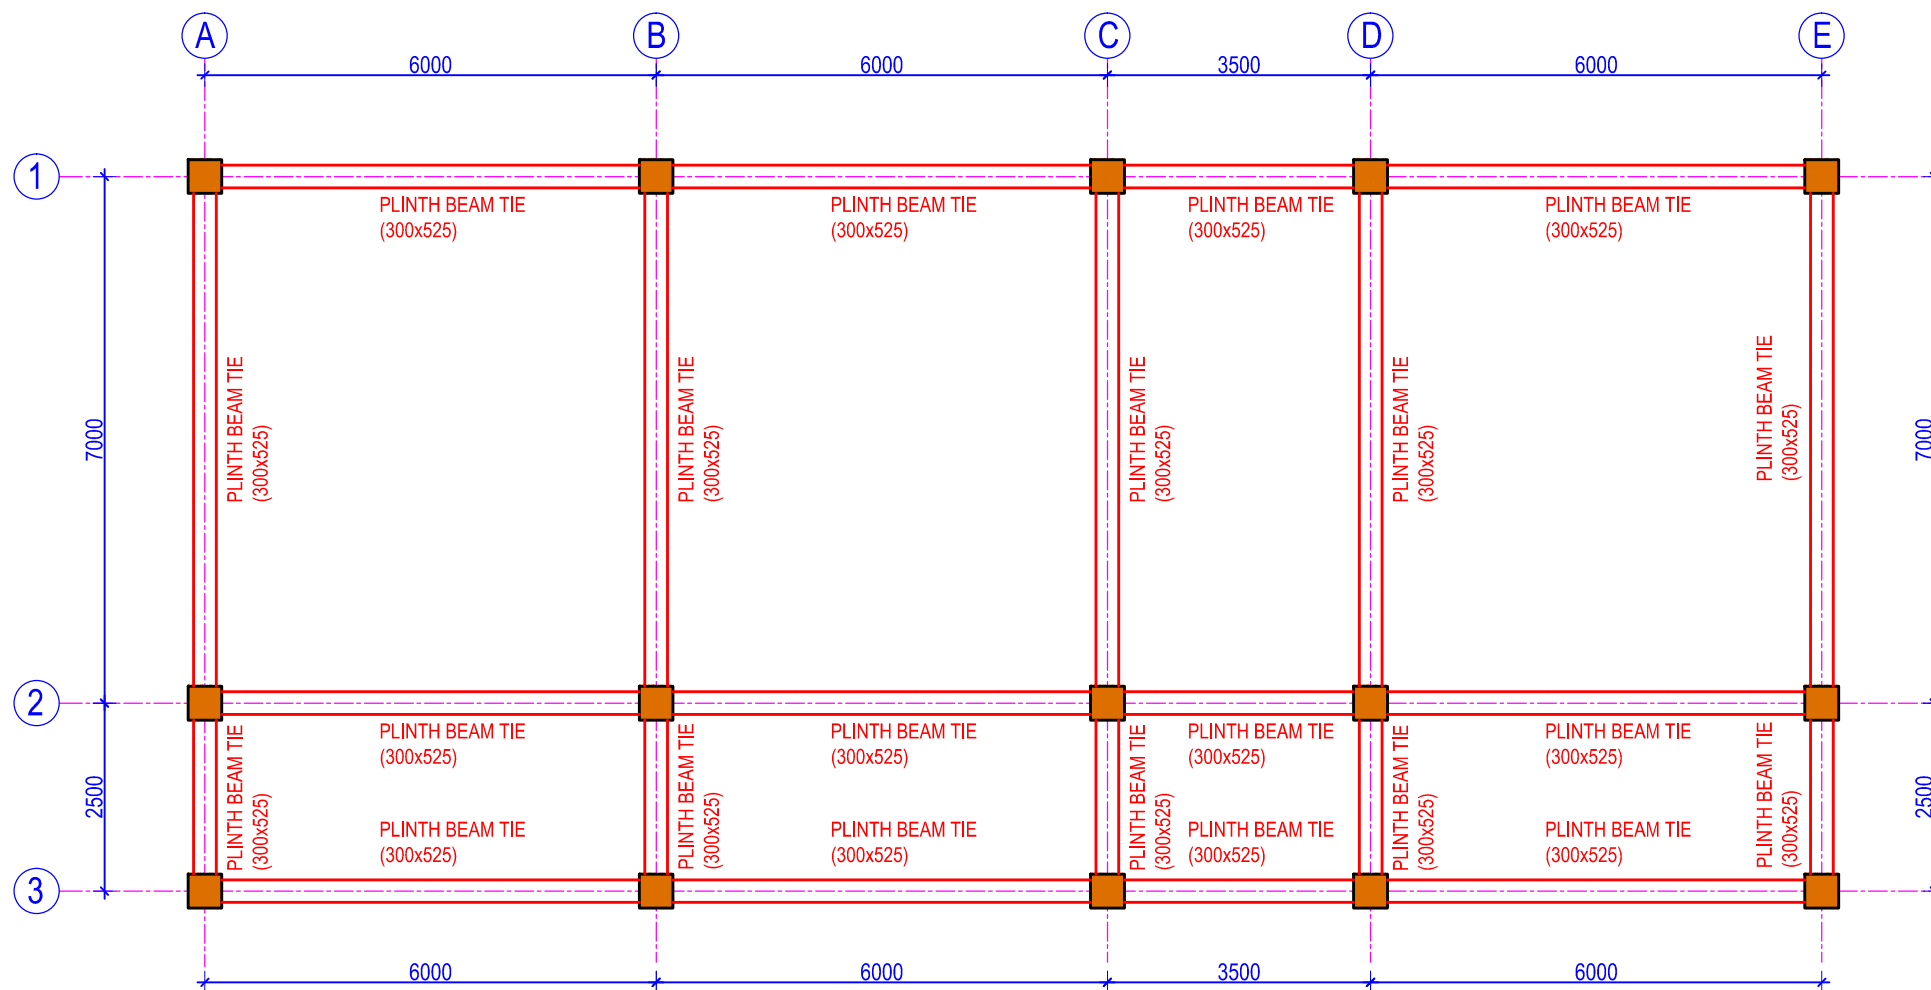 A
B
C
D
E
6000
6000
3500
6000
1
PLINTH BEAM TIE
(300x525)
PLINTH BEAM TIE
(300x525)
PLINTH BEAM TIE
(300x525)
PLINTH BEAM TIE
(300x525)
7000
PLINTH BEAM TIE
(300x525)
PLINTH BEAM TIE
(300x525)
PLINTH BEAM TIE
(300x525)
PLINTH BEAM TIE
(300x525)
PLINTH BEAM TIE
(300x525)
7000
2
PLINTH BEAM TIE
(300x525)
PLINTH BEAM TIE
(300x525)
PLINTH BEAM TIE
(300x525)
PLINTH BEAM TIE
(300x525)
2500
PLINTH BEAM TIE
(300x525)
PLINTH BEAM TIE
(300x525)
PLINTH BEAM TIE
(300x525)
PLINTH BEAM TIE
(300x525)
PLINTH BEAM TIE
(300x525)
2500
PLINTH BEAM TIE
(300x525)
PLINTH BEAM TIE
(300x525)
PLINTH BEAM TIE
(300x525)
PLINTH BEAM TIE
(300x525)
3
6000
6000
3500
6000